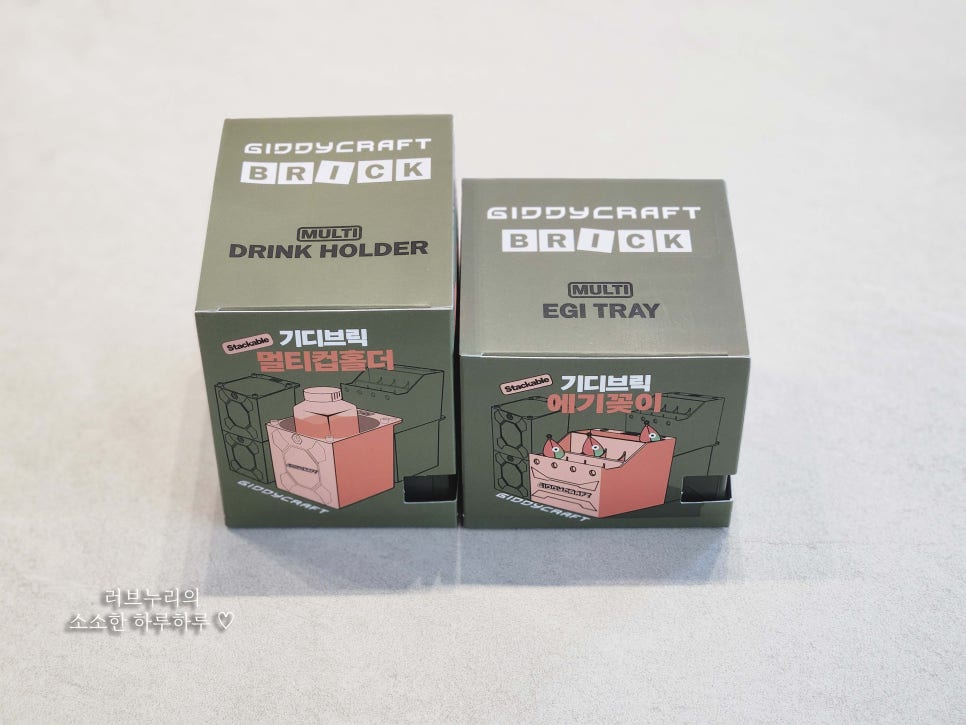 GIDDYCRAFT
BRICK
MULTI
DRINK HOLDER
Stackable
기디브릭
멀티컵홀더
GIDDYCRAFT
GIDDYCRAFT
GIDDYCRAFT
BRICK
MULTI
EGI TRAY
Stackable
기디브릭
에기꽂이
GIDDYCRAFT
GIDDYCRAFT
러브누리의
소소한 하루하루 ♡